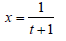 x = 1/(t+1)